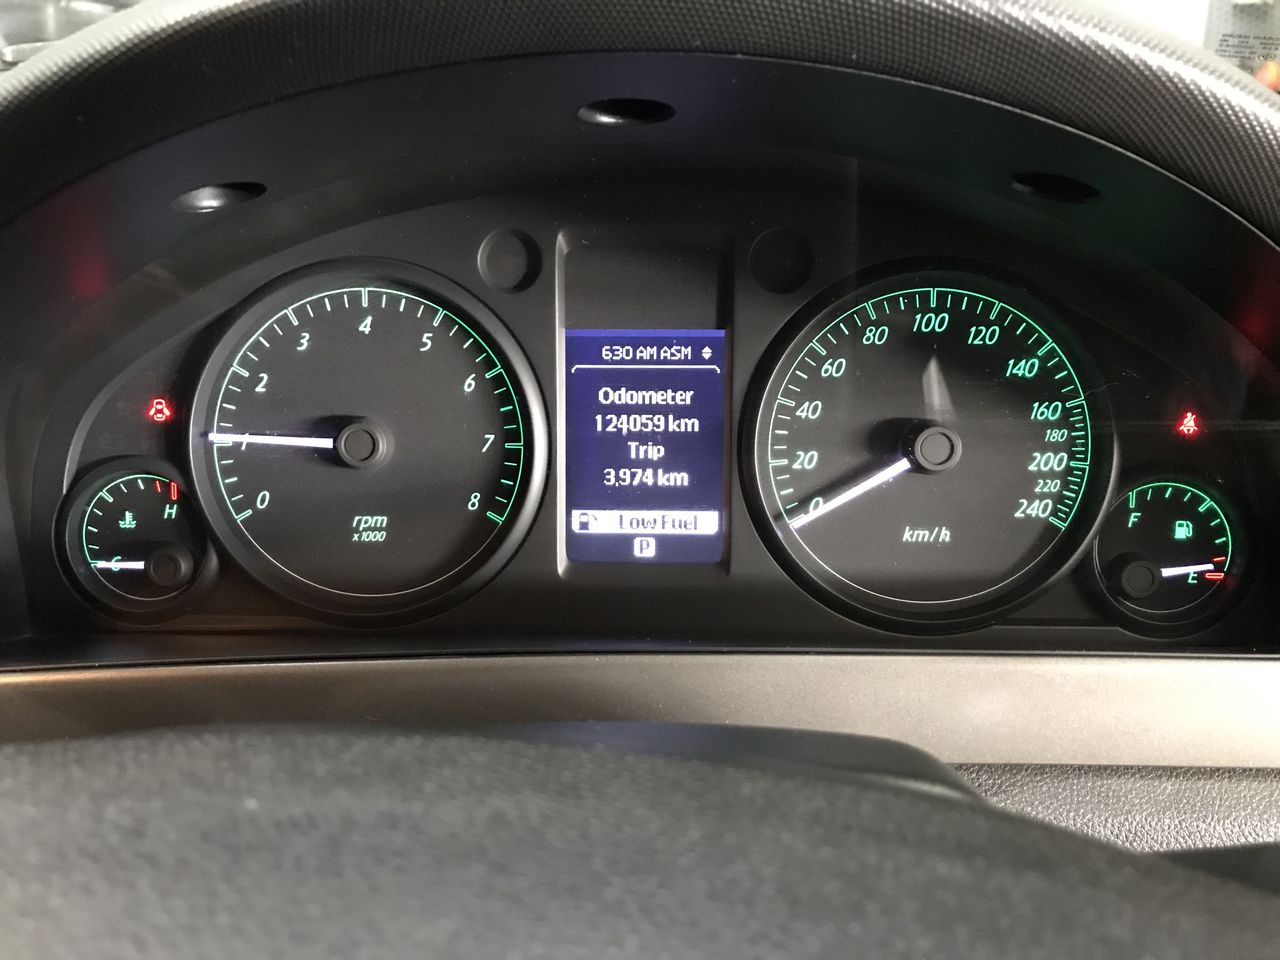 630 AM ASM
Odometer
124059 km
Trip
3,974 km
Low Fuel
P
0
1
2
3
4
5
6
7
8
rpm
x1000
0
20
40
60
80
100
120
140
160
180
200
220
240
km/h
H
C
F
E